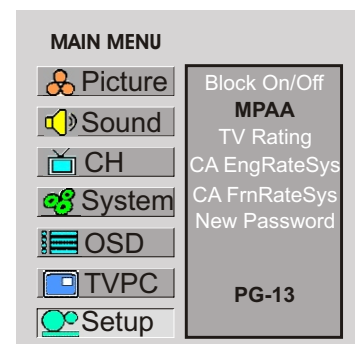 MAIN MENU
Picture
Sound
CH
System
OSD
TVPC
Setup
Block On/Off
MPAA
TV Rating
CA EngRateSys
CA FrnRateSys
New Password
PG-13